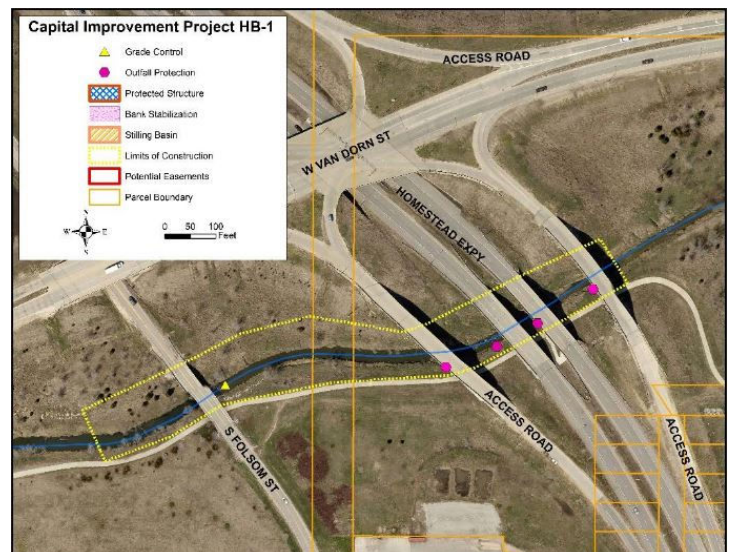 Capital Improvement Project HB-1
Grade Control
Outfall Protection
Protected Structure
Bank Stabilization
Stilling Basin
Limits of Construction
Potential Easements
Parcel Boundary
N
W E
S
0 50 100
Feet
ACCESS ROAD
W VAN DORN ST
HOMESTEAD EXPY
S FOLSOM ST
ACCESS ROAD
ACCESS ROAD